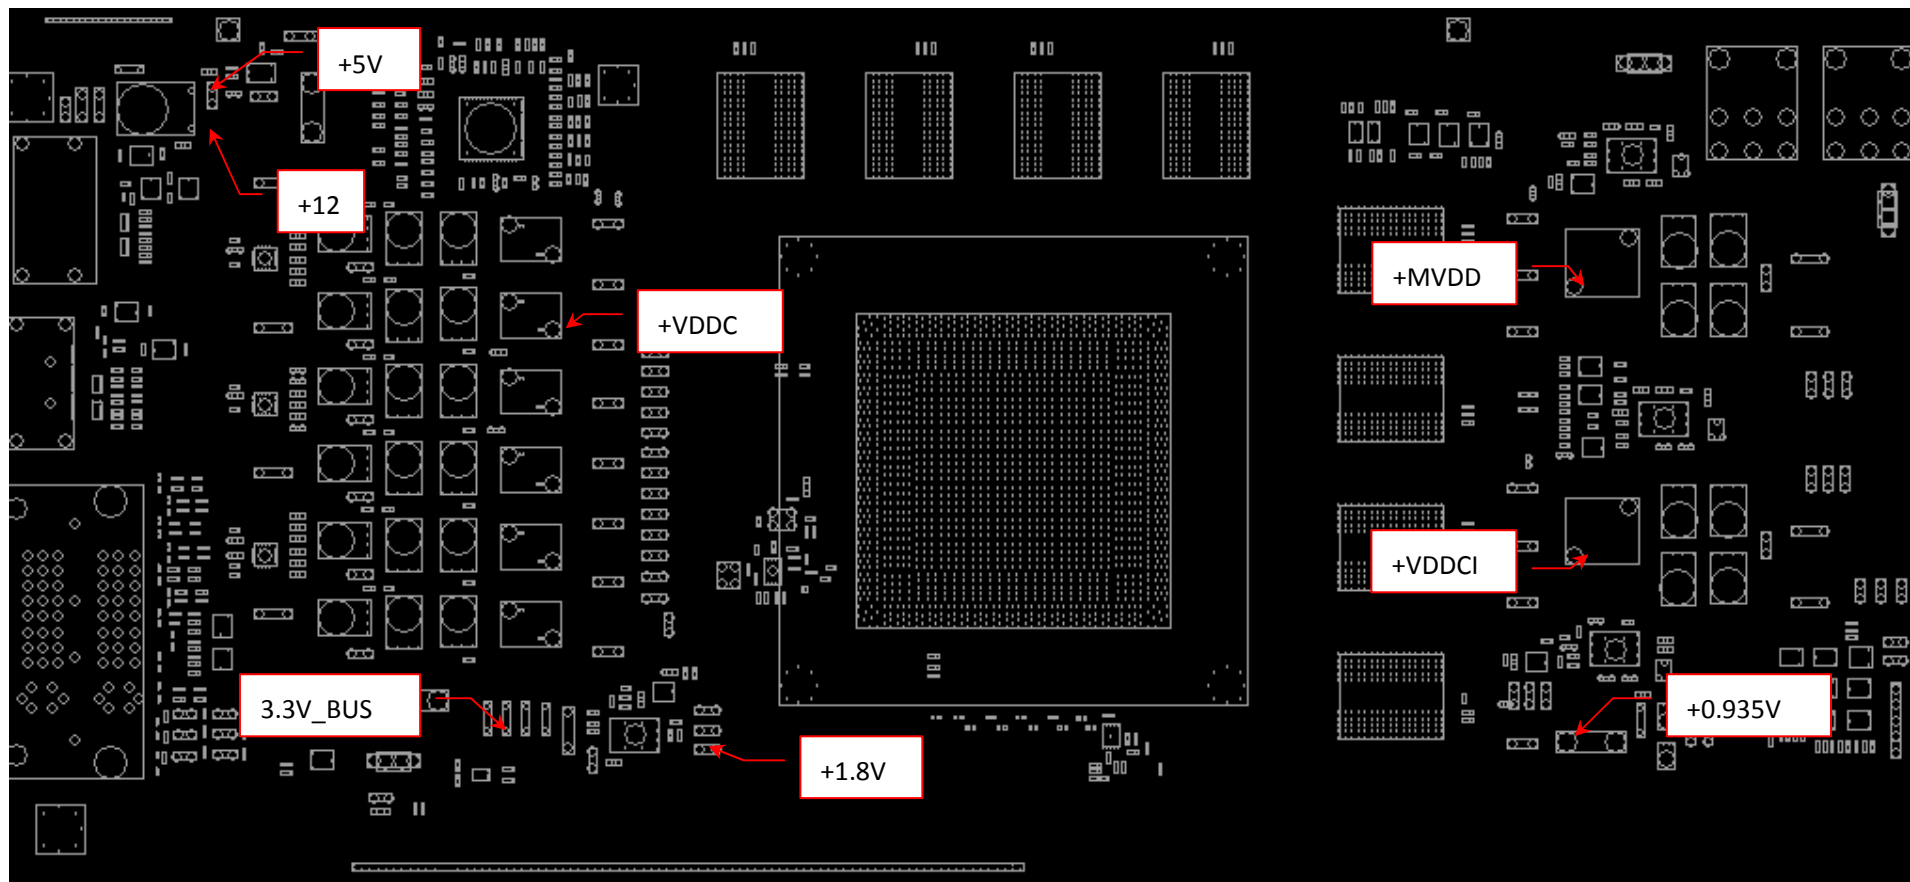 +5V
+12
+MVDD
+VDDC
+VDDCI
3.3V_BUS
+0.935V
+1.8V